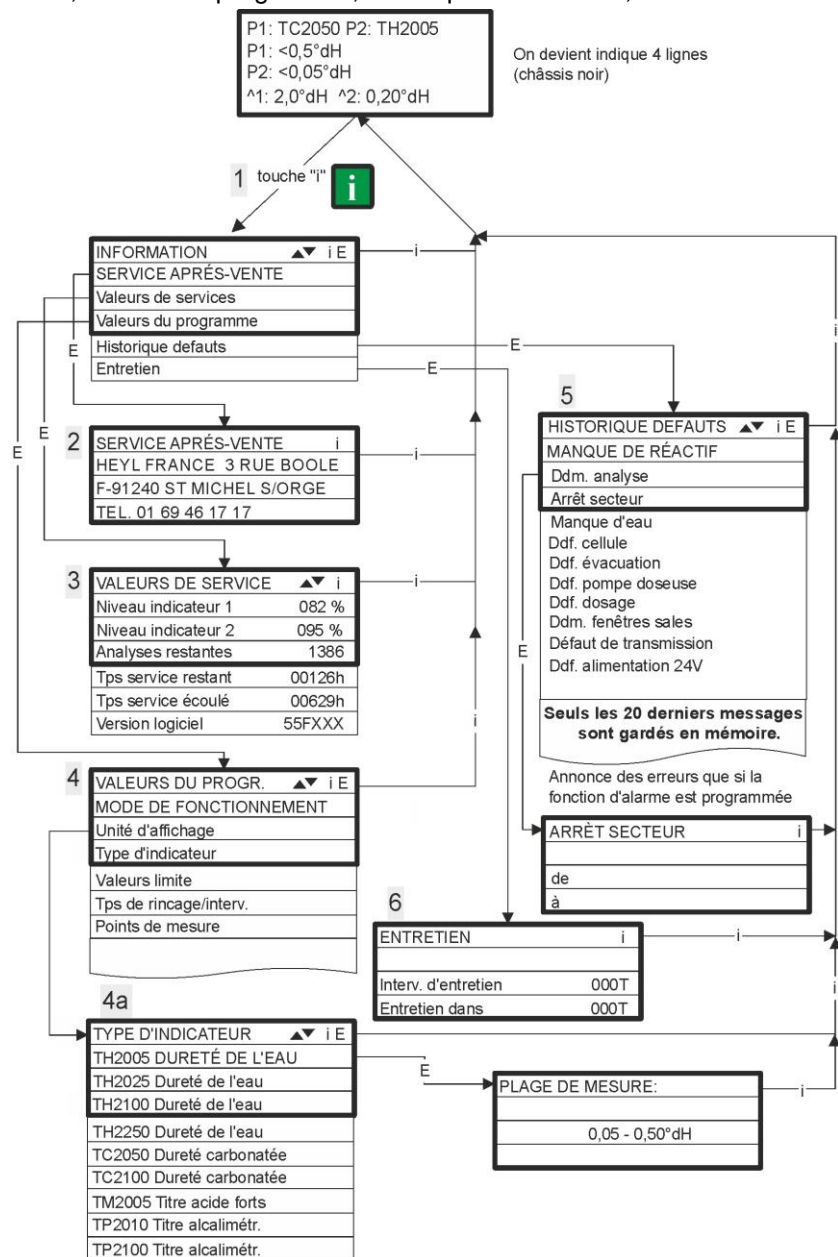 P1: TC2050 P2: TH2005
P1: <0,5°dH
P2: <0,05°dH
^1: 2,0°dH ^2: 0,20°dH
On devient indique 4 lignes
(châssis noir)
1 touche "i" i
INFORMATION ▲▼ i E
SERVICE APRÉS-VENTE
Valeurs de services
Valeurs du programme
Historique defauts
Entretien
i
E
E
E
E
E
i
2
SERVICE APRÉS-VENTE i
HEYL FRANCE 3 RUE BOOLE
F-91240 ST MICHEL S/ORGE
TEL. 01 69 46 17 17
i
3
VALEURS DE SERVICE ▲▼ i
Niveau indicateur 1 082 %
Niveau indicateur 2 095 %
Analyses restantes 1386
Tps service restant 00126h
Tps service écoulé 00629h
Version logiciel 55FXXX
i
i
4
VALEURS DU PROGR. ▲▼ i E
MODE DE FONCTIONNEMENT
Unité d'affichage
Type d'indicateur
Valeurs limite
Tps de rincage/interv.
Points de mesure
5
HISTORIQUE DEFAUTS ▲▼ i E
MANQUE DE RÉACTIF
Ddm. analyse
Arrêt secteur
Manque d'eau
Ddf. cellule
Ddf. évacuation
Ddf. pompe doseuse
Ddf. dosage
Ddm. fenêtres sales
Défaut de transmission
Ddf. alimentation 24V
E
Seuls les 20 derniers messages
sont gardés en mémoire.
Annonce des erreurs que si la
fonction d'alarme est programmée
ARRÈT SECTEUR i
de
à
6
ENTRETIEN i
Interv. d'entretien 000T
Entretien dans 000T
i
i
4a
TYPE D'INDICATEUR ▲▼ i E
TH2005 DURETÉ DE L'EAU
TH2025 Dureté de l'eau
TH2100 Dureté de l'eau
TH2250 Dureté de l'eau
TC2050 Dureté carbonatée
TC2100 Dureté carbonatée
TM2005 Titre acide forts
TP2010 Titre alcalimétr.
TP2100 Titre alcalimétr.
E
PLAGE DE MESURE:
0,05 - 0,50°dH
i